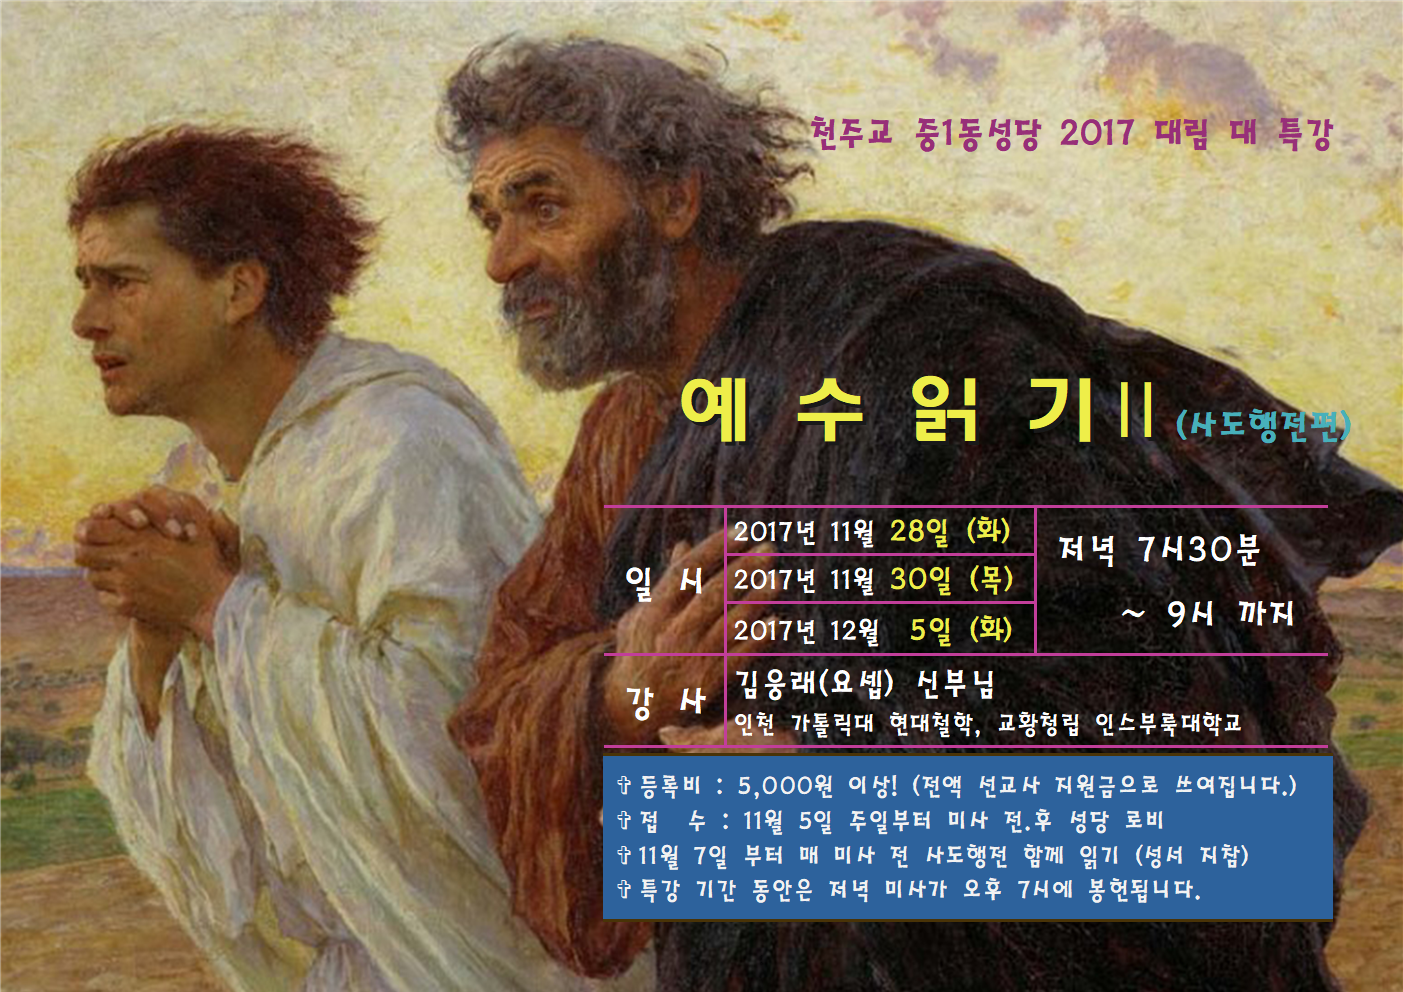 천주교 중1동성당 2017 대림 대 특강
예 수 읽 기 II (사도행전편)
일 시
2017년 11월 28일 (화)
2017년 11월 30일 (목)
2017년 12월 5일 (화)
저녁 7시30분
~ 9시 까지
강 사
김웅래(요셉) 신부님
인천 가톨릭대 현대철학, 교황청립 인스부룩대학교
✞등록비 : 5,000원 이상! (전액 선교사 지원금으로 쓰여집니다.)
✞접 수 : 11월 5일 주일부터 미사 전.후 성당 로비
✞11월 7일 부터 매 미사 전 사도행전 함께 읽기 (성서 지참)
✞특강 기간 동안은 저녁 미사가 오후 7시에 봉헌됩니다.